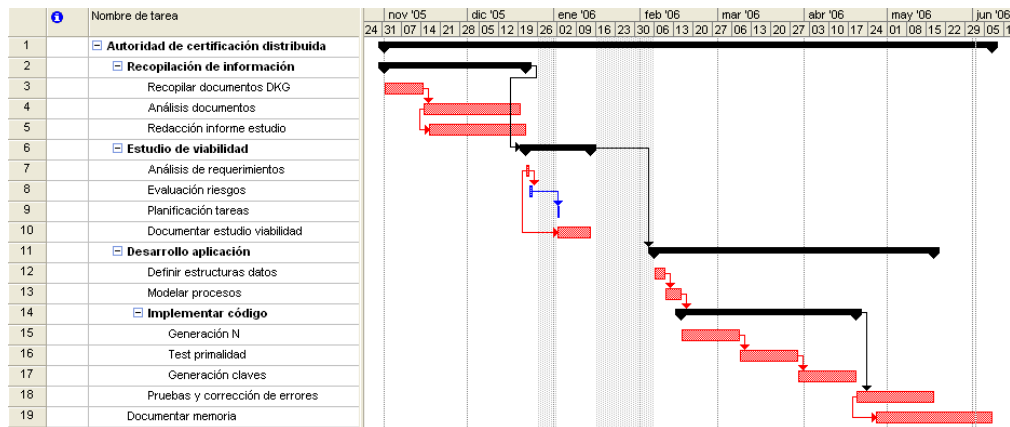 Nombre de tarea
nov '05 dic '05 ene '06 feb '06 mar '06 abr '06 may '06 jun '06
24 31 07 14 21 28 05 12 19 26 02 09 16 23 30 06 13 20 27 06 13 20 27 03 10 17 24 01 08 15 22 29 05 1
1 Autoridad de certificación distribuida
2 Recopilación de información
3 Recopilar documentos DKG
4 Análisis documentos
5 Redacción informe estudio
6 Estudio de viabilidad
7 Análisis de requerimientos
8 Evaluación riesgos
9 Planificación tareas
10 Documentar estudio viabilidad
11 Desarrollo aplicación
12 Definir estructuras datos
13 Modelar procesos
14 Implementar código
15 Generación N
16 Test primalidad
17 Generación claves
18 Pruebas y corrección de errores
19 Documentar memoria